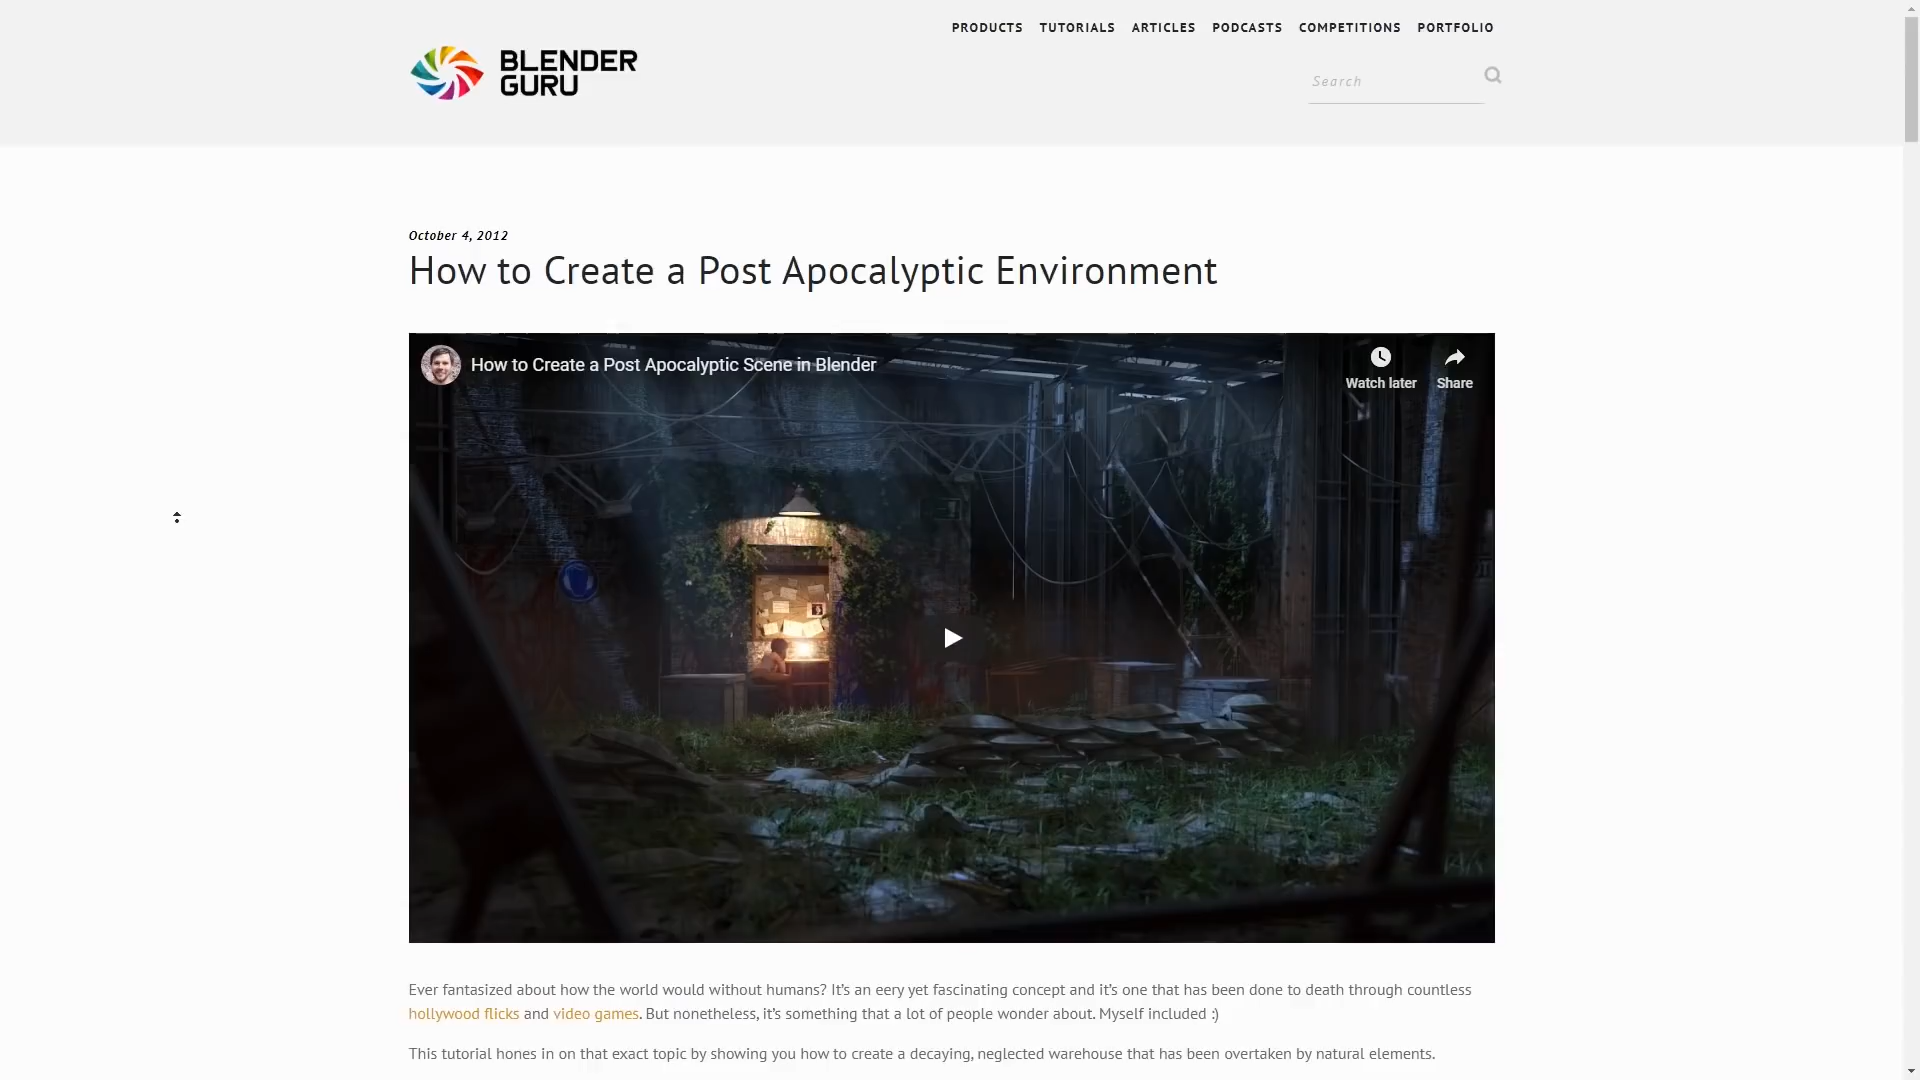 PRODUCTS TUTORIALS ARTICLES PODCASTS COMPETITIONS PORTFOLIO
BLENDER
GURU
Search
October 4, 2012
How to Create a Post Apocalyptic Environment
How to Create a Post Apocalyptic Scene in Blender
Watch later Share
Ever fantasized about how the world would without humans? It's an eery yet fascinating concept and it's one that has been done to death through countless
hollywood flicks and video games. But nonetheless, it's something that a lot of people wonder about. Myself included :)
This tutorial hones in on that exact topic by showing you how to create a decaying, neglected warehouse that has been overtaken by natural elements.